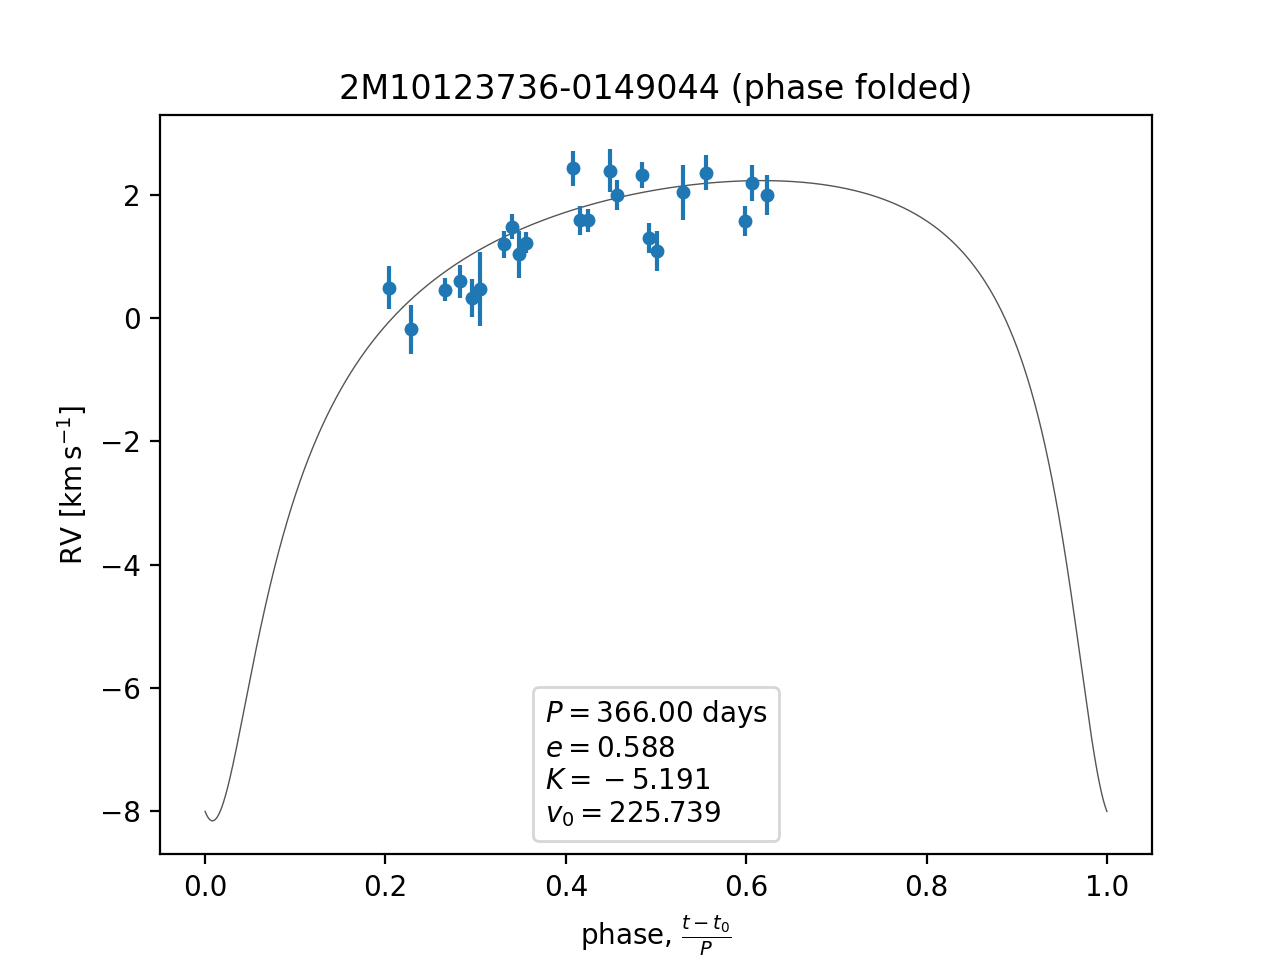 2M10123736-0149044 (phase folded)
RV [km s⁻¹]
2
0
−2
−4
−6
−8
P = 366.00 days
e = 0.588
K = − 5.191
v₀ = 225.739
0.0 0.2 0.4 0.6 0.8 1.0
phase, (t − t₀)/P